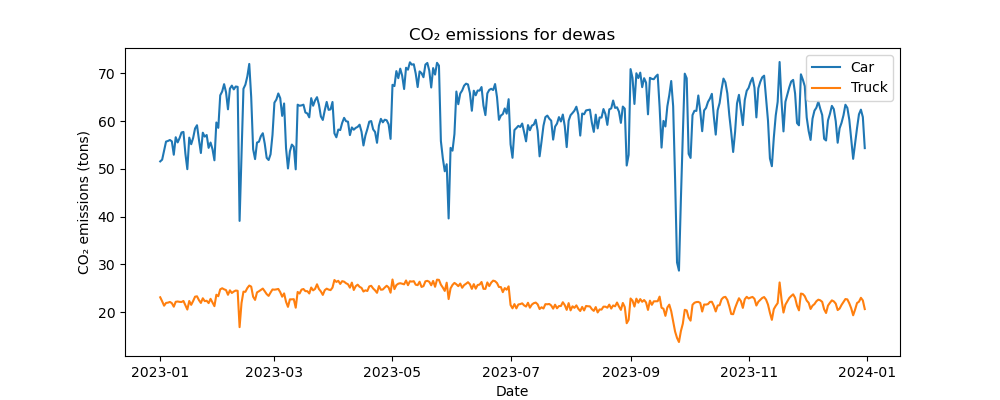 CO₂ emissions for dewas
Car
Truck
CO₂ emissions (tons)
70
60
50
40
30
20
2023-01
2023-03
2023-05
2023-07
2023-09
2023-11
2024-01
Date